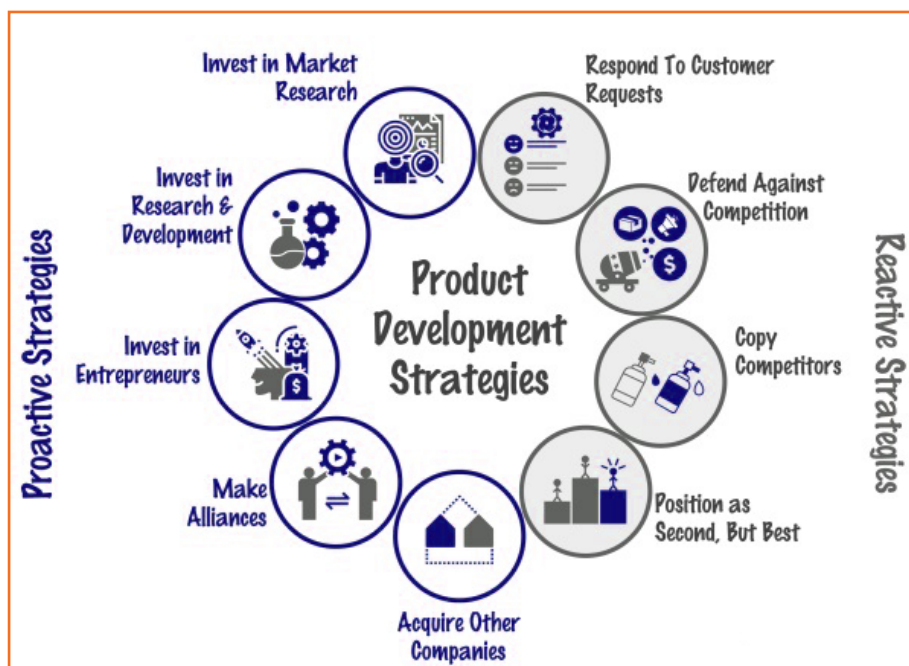 Invest in Market
Research
Respond To Customer
Requests
Invest in
Research &
Development
Defend Against
Competition
Proactive Strategies
Product
Development
Strategies
Reactive Strategies
Invest in
Entrepreneurs
Copy
Competitors
Make
Alliances
Position as
Second, But Best
Acquire Other
Companies
$
$